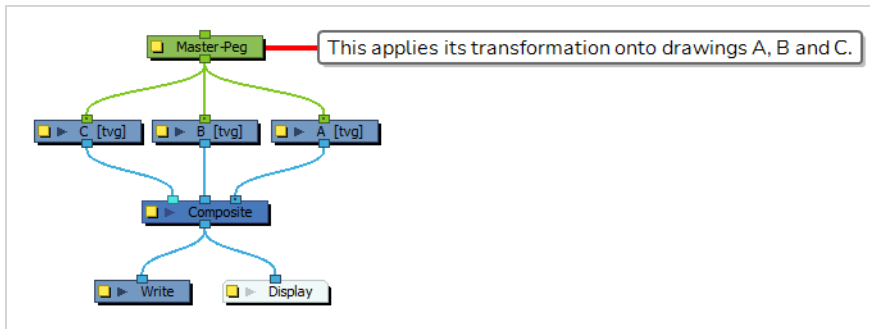 Master-Peg
This applies its transformation onto drawings A, B and C.
C [tvg]
B [tvg]
A [tvg]
Composite
Write
Display